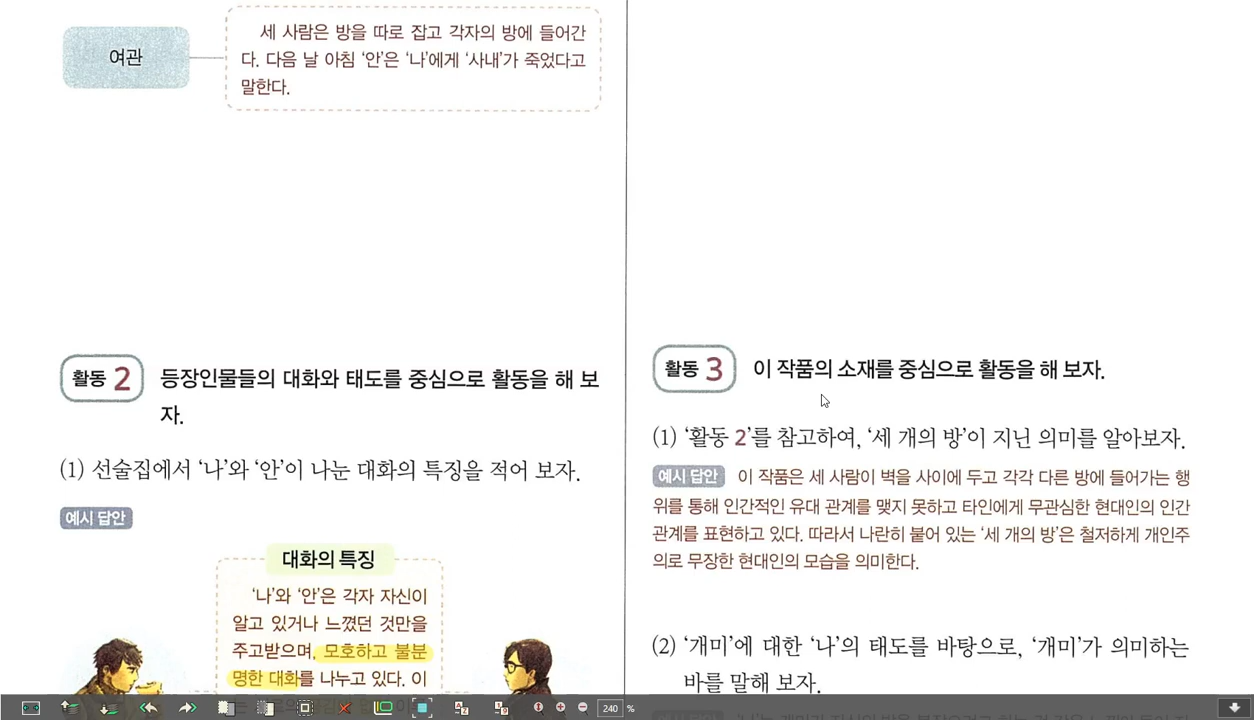 여관
세 사람은 방을 따로 잡고 각자의 방에 들어간
다. 다음 날 아침 ‘안’은 ‘나’에게 ‘사내’가 죽었다고
말한다.
활동 2 등장인물들의 대화와 태도를 중심으로 활동을 해 보
자.
(1) 선술집에서 ‘나’와 ‘안’이 나눈 대화의 특징을 적어 보자.
예시 답안
대화의 특징
‘나’와 ‘안’은 각자 자신이
알고 있거나 느꼈던 것만을
주고받으며, 모호하고 불분
명한 대화를 나누고 있다. 이
활동 3 이 작품의 소재를 중심으로 활동을 해 보자.
(1) ‘활동 2’를 참고하여, ‘세 개의 방’이 지닌 의미를 알아보자.
예시 답안 이 작품은 세 사람이 벽을 사이에 두고 각각 다른 방에 들어가는 행
위를 통해 인간적인 유대 관계를 맺지 못하고 타인에게 무관심한 현대인의 인간
관계를 표현하고 있다. 따라서 나란히 붙어 있는 ‘세 개의 방’은 철저하게 개인주
의로 무장한 현대인의 모습을 의미한다.
(2) ‘개미’에 대한 ‘나’의 태도를 바탕으로, ‘개미’가 의미하는
바를 말해 보자.
240 %